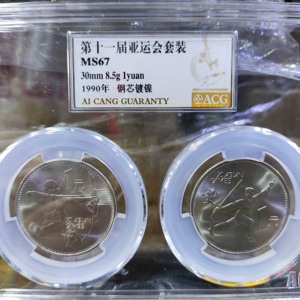 第十一届亚运会套装
MS67
30mm 8.5g 1yuan
1990年 钢芯镀镍
AI CANG GUARANTY
ACG